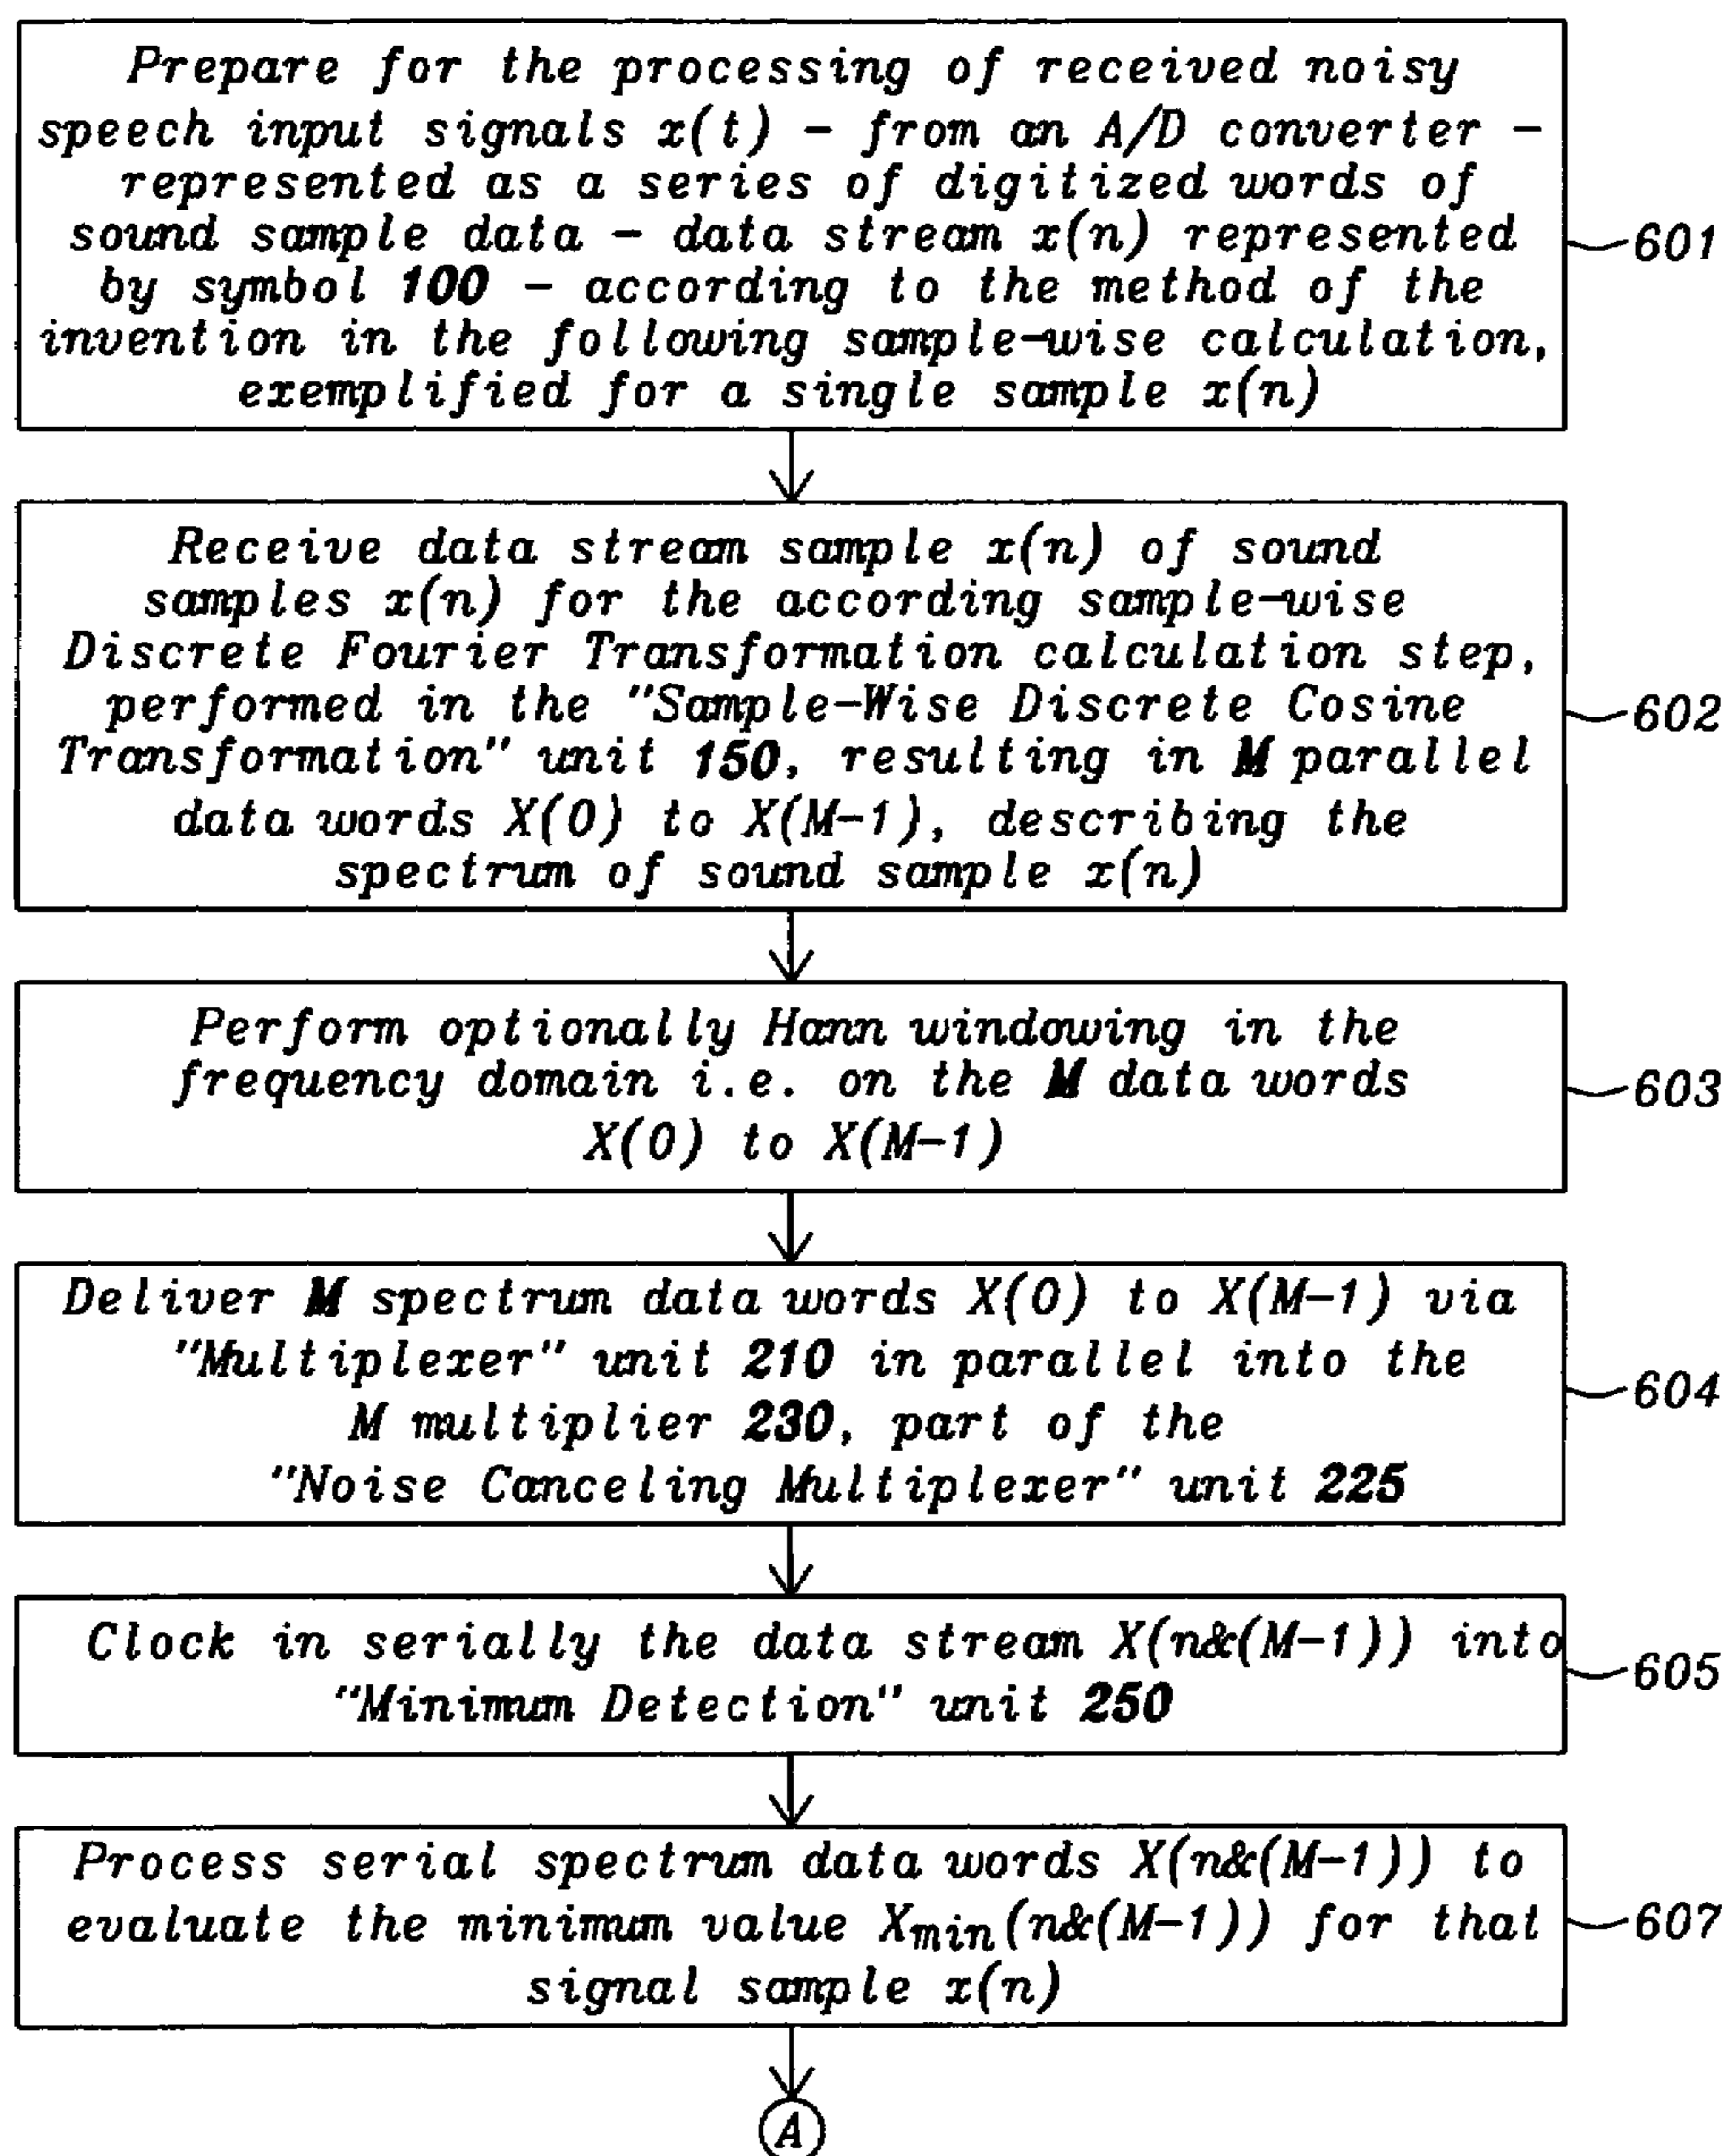 Prepare for the processing of received noisy
speech input signals x(t) - from an A/D converter -
represented as a series of digitized words of
sound sample data - data stream x(n) represented
by symbol 100 - according to the method of the
invention in the following sample-wise calculation,
exemplified for a single sample x(n)
601
Receive data stream sample x(n) of sound
samples x(n) for the according sample-wise
Discrete Fourier Transformation calculation step,
performed in the "Sample-Wise Discrete Cosine
Transformation" unit 150, resulting in M parallel
data words X(0) to X(M-1), describing the
spectrum of sound sample x(n)
602
Perform optionally Hann windowing in the
frequency domain i.e. on the M data words
X(0) to X(M-1)
603
Deliver M spectrum data words X(0) to X(M-1) via
"Multiplexer" unit 210 in parallel into the
M multiplier 230, part of the
"Noise Canceling Multiplexer" unit 225
604
Clock in serially the data stream X(n&(M-1)) into
"Minimum Detection" unit 250
605
Process serial spectrum data words X(n&(M-1)) to
evaluate the minimum value Xmin(n&(M-1)) for that
signal sample x(n)
607
A